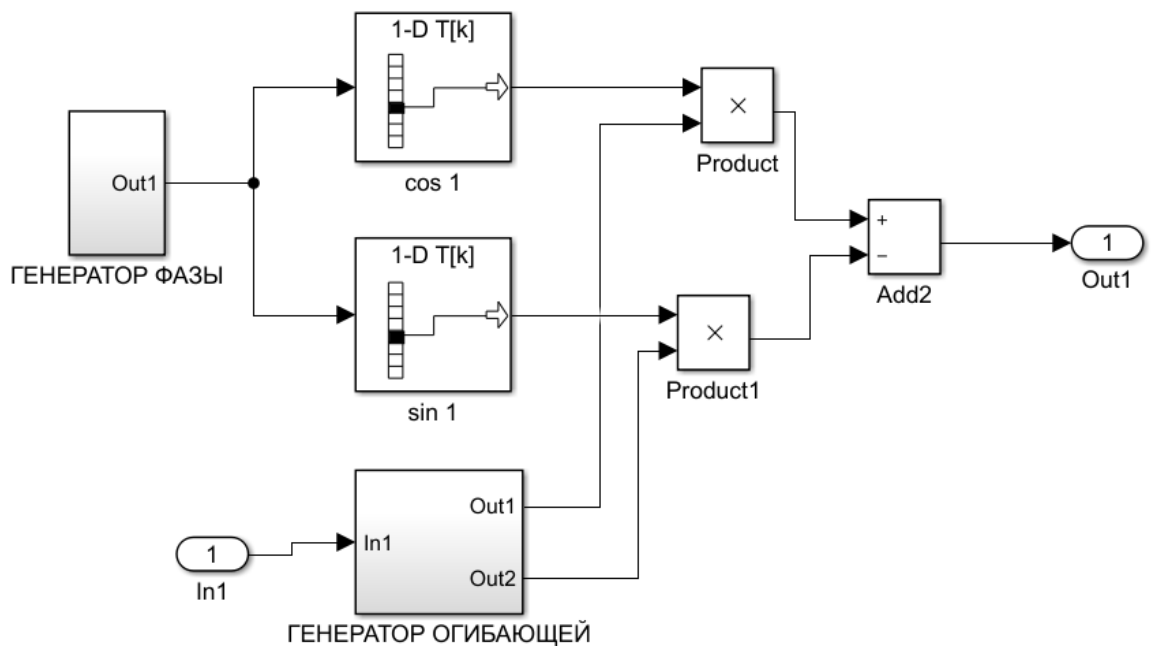 1-D T[k]
cos 1
Out1
ГЕНЕРАТОР ФАЗЫ
1-D T[k]
sin 1
×
Product
×
Product1
+
−
Add2
1
Out1
1
In1
In1
Out1
Out2
ГЕНЕРАТОР ОГИБАЮЩЕЙ